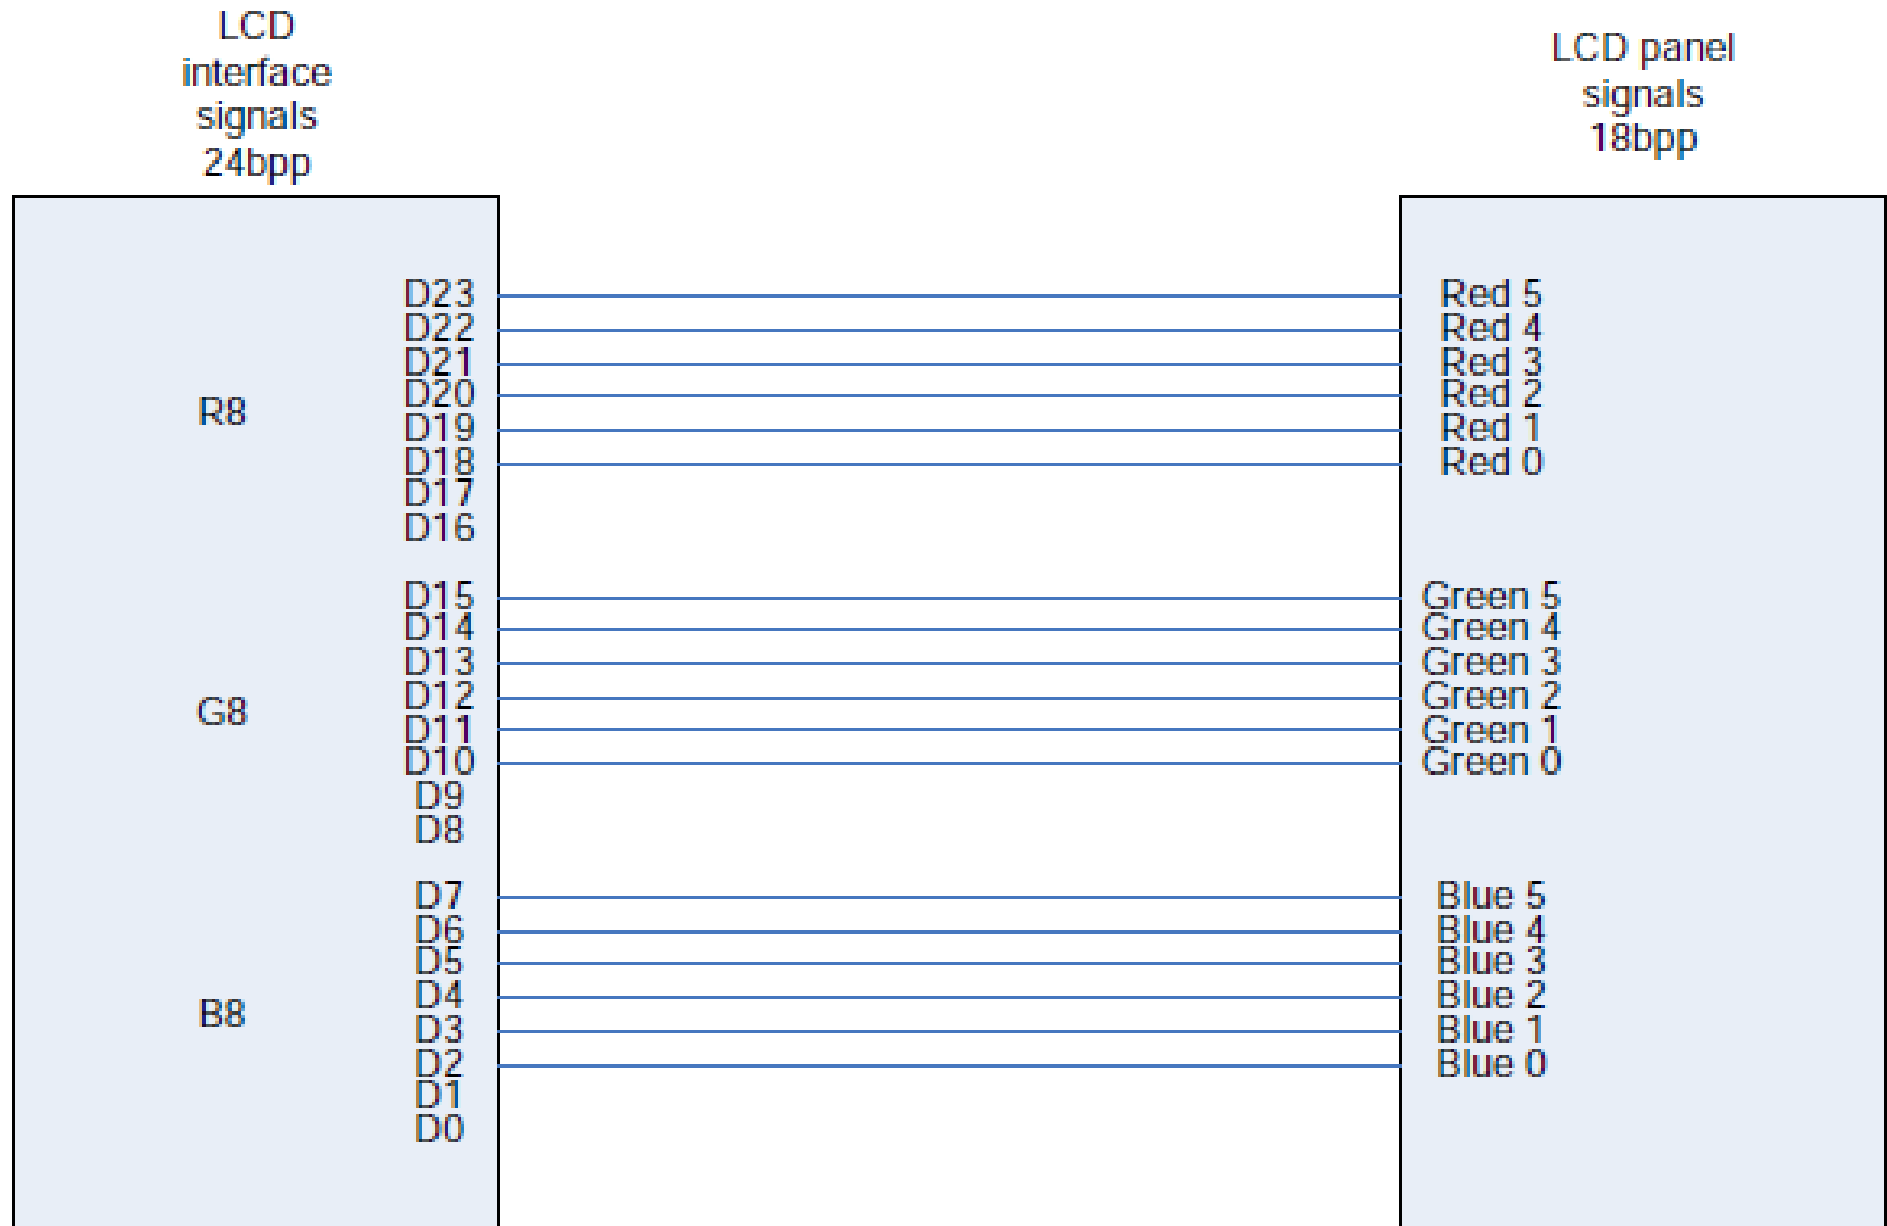 LCD
interface
signals
24bpp
LCD panel
signals
18bpp
R8
D23
D22
D21
D20
D19
D18
D17
D16
G8
D15
D14
D13
D12
D11
D10
D9
D8
B8
D7
D6
D5
D4
D3
D2
D1
D0
Red 5
Red 4
Red 3
Red 2
Red 1
Red 0
Green 5
Green 4
Green 3
Green 2
Green 1
Green 0
Blue 5
Blue 4
Blue 3
Blue 2
Blue 1
Blue 0